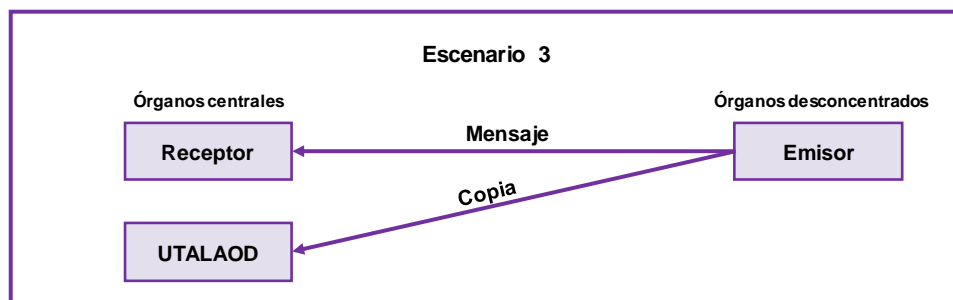 Escenario 3
Órganos centrales
Órganos desconcentrados
Receptor
Mensaje
Emisor
Copia
UTALAOD